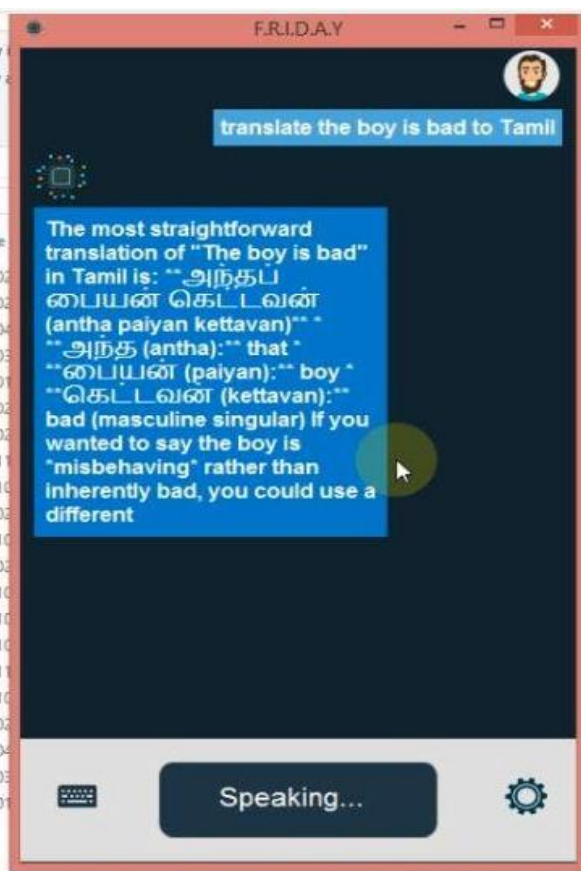 F.R.I.D.A.Y
translate the boy is bad to Tamil
The most straightforward
translation of "The boy is bad"
in Tamil is: **அந்தப்
பையன் கெட்டவன்
(antha paiyan kettavan)** *
**அந்த (antha):** that *
**பையன் (paiyan):** boy *
**கெட்டவன் (kettavan):**
bad (masculine singular) If you
wanted to say the boy is
*misbehaving* rather than
inherently bad, you could use a
different
Speaking...